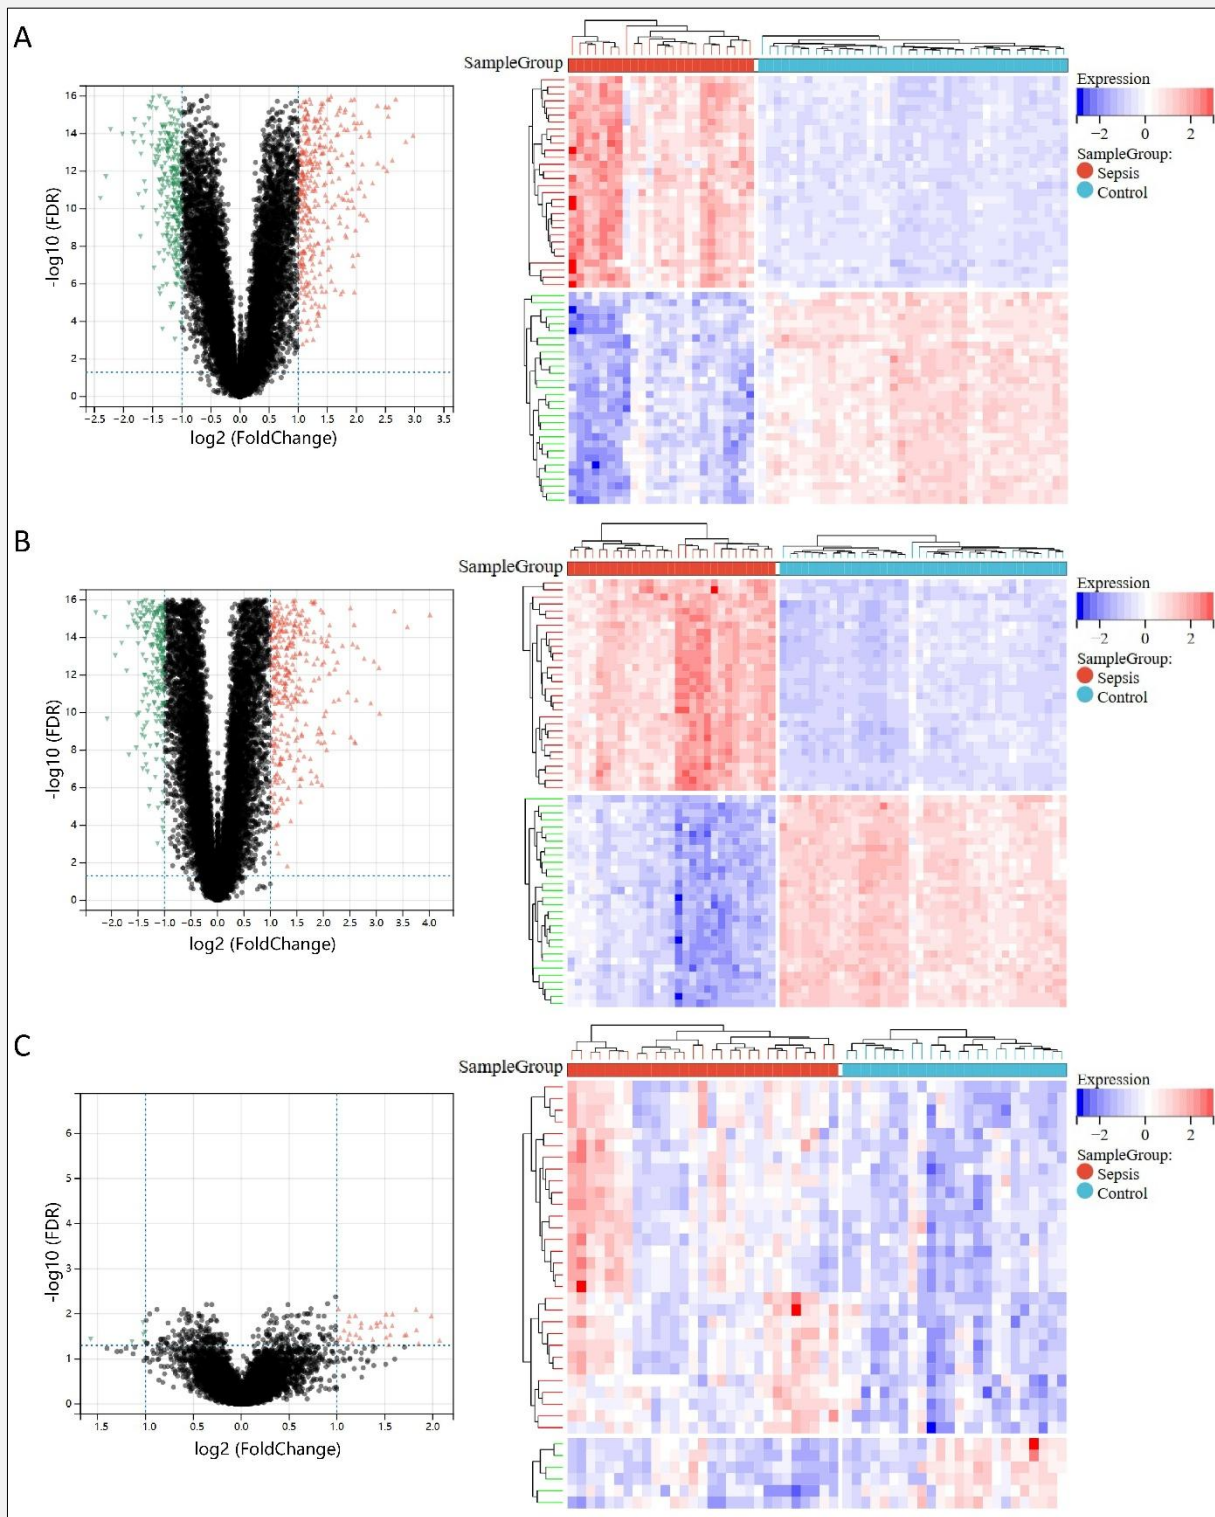 A
SampleGroup
Expression
−2 0 2
SampleGroup:
Sepsis
Control
16
14
12
10
8
6
4
2
0
-log10 (FDR)
−2.5 −2.0 −1.5 −1.0 −0.5 0.0 0.5 1.0 1.5 2.0 2.5 3.0 3.5
log2 (FoldChange)
B
SampleGroup
Expression
−2 0 2
SampleGroup:
Sepsis
Control
16
14
12
10
8
6
4
2
0
-log10 (FDR)
−2.0 −1.5 −1.0 −0.5 0.0 0.5 1.0 1.5 2.0 2.5 3.0 3.5 4.0
log2 (FoldChange)
C
SampleGroup
Expression
−2 0 2
SampleGroup:
Sepsis
Control
6
5
4
3
2
1
0
-log10 (FDR)
−1.5 −1.0 −0.5 0.0 0.5 1.0 1.5 2.0
log2 (FoldChange)